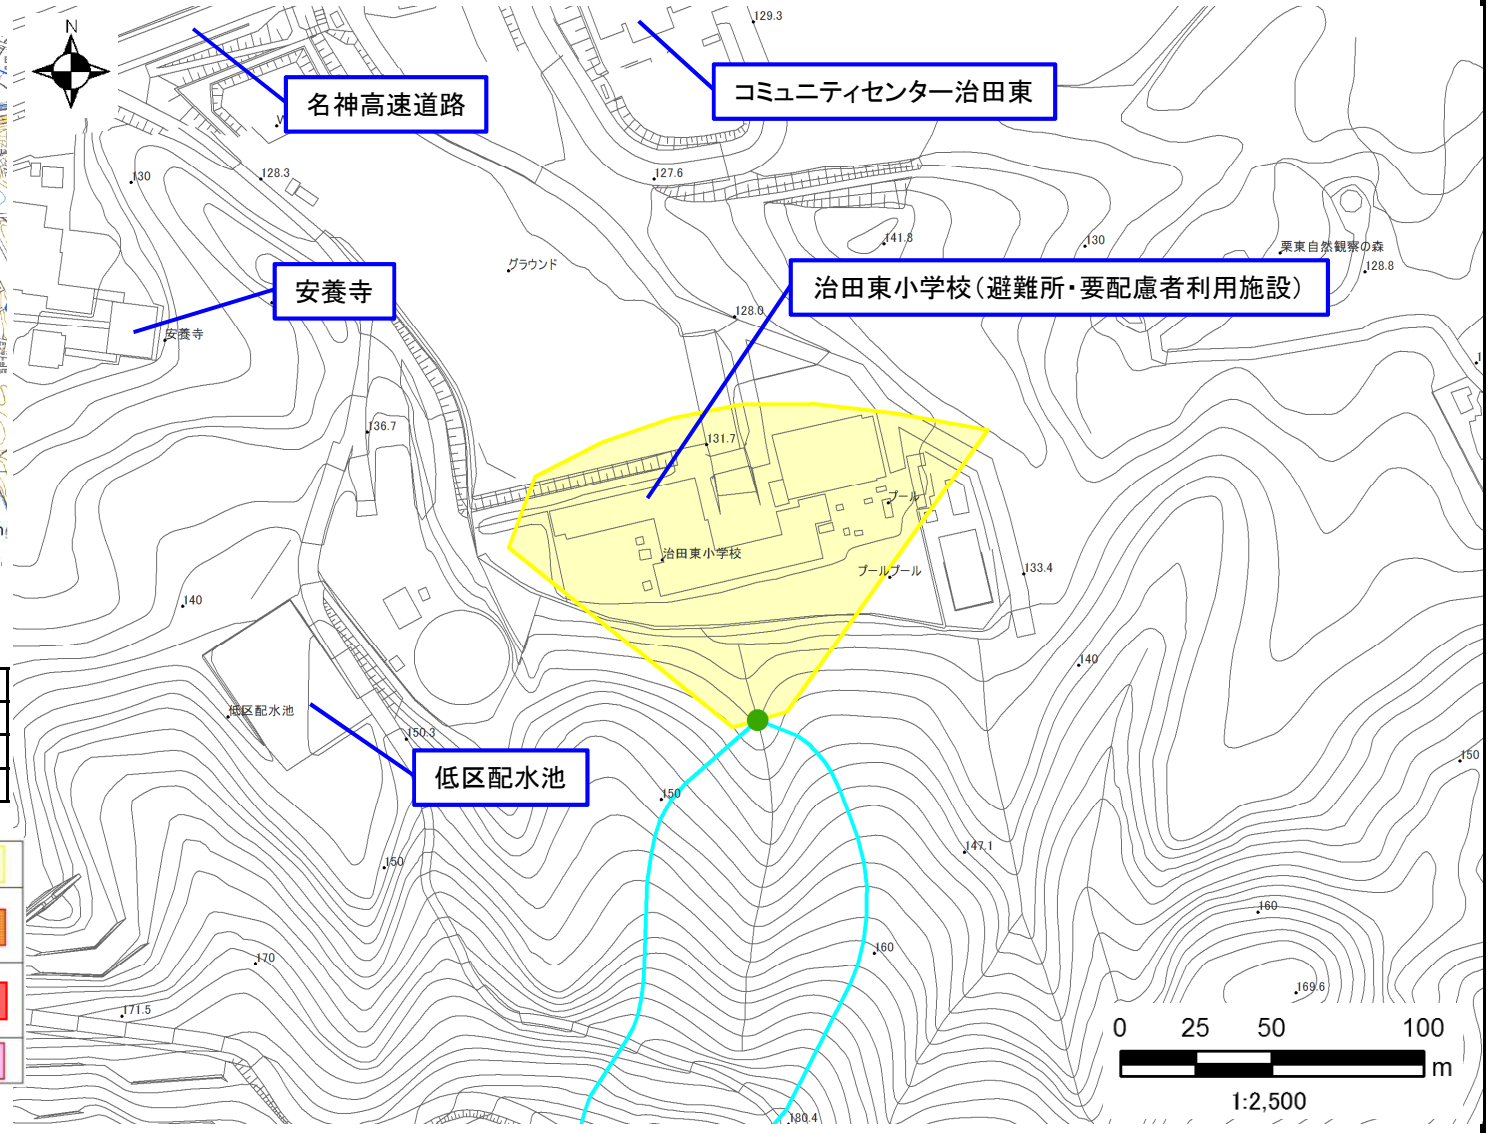 N
129.3
名神高速道路
コミュニティセンター治田東
130
128.3
127.6
141.8
130
栗東自然観察の森
128.8
グラウンド
安養寺
治田東小学校（避難所・要配慮者利用施設）
128.0
安養寺
136.7
131.7
プール
治田東小学校
プールプール
133.4
140
140
低区配水池
150.3
150
低区配水池
150
147.1
150
160
160
170
169.6
171.5
180.4
0 25 50 100
m
1:2,500